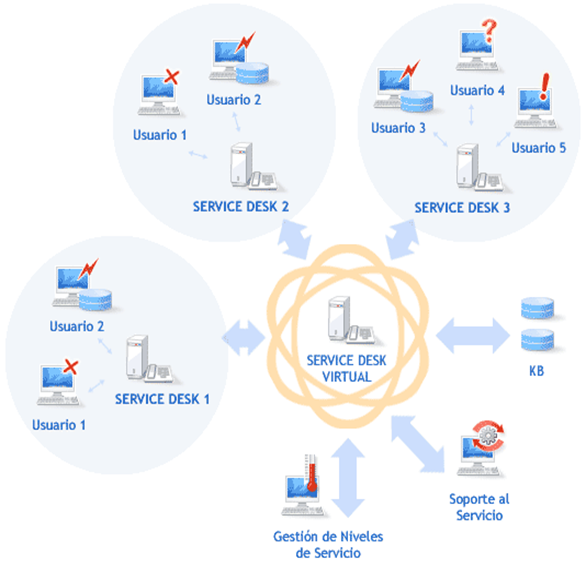 Usuario 4
Usuario 2
Usuario 3
Usuario 1
Usuario 5
SERVICE DESK 2
SERVICE DESK 3
Usuario 2
SERVICE DESK
VIRTUAL
KB
SERVICE DESK 1
Usuario 1
Soporte al
Servicio
Gestión de Niveles
de Servicio